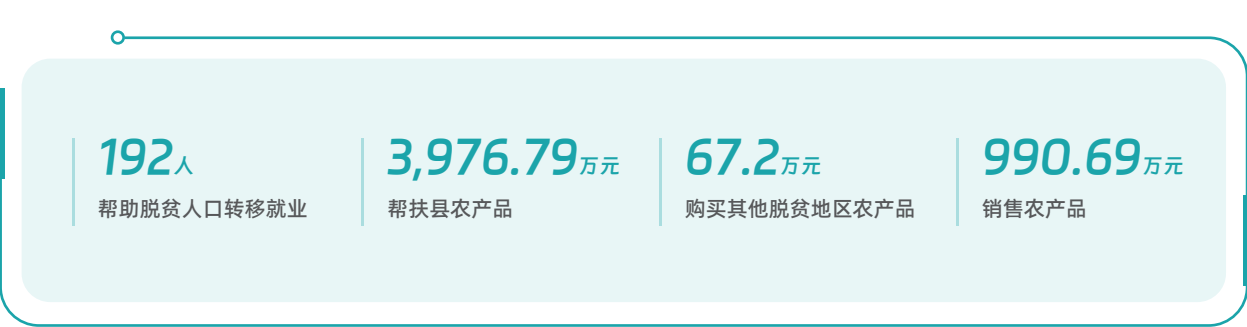 192人
帮助脱贫人口转移就业
3,976.79万元
帮扶县农产品
67.2万元
购买其他脱贫地区农产品
990.69万元
销售农产品